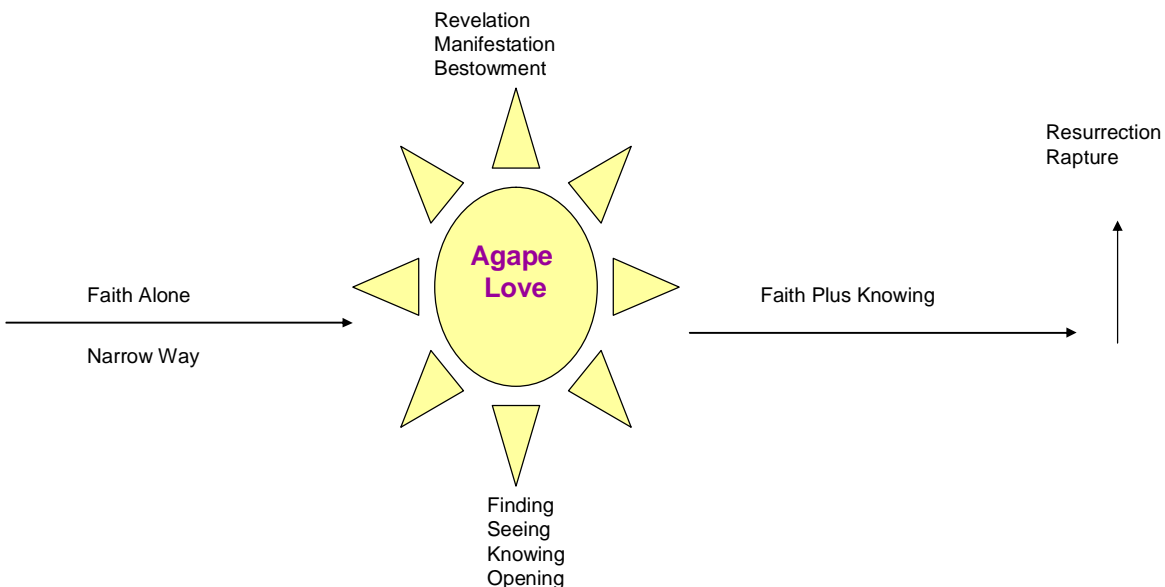 Revelation
Manifestation
Bestowment
Resurrection
Rapture
Agape
Love
Faith Alone
Faith Plus Knowing
Narrow Way
Finding
Seeing
Knowing
Opening